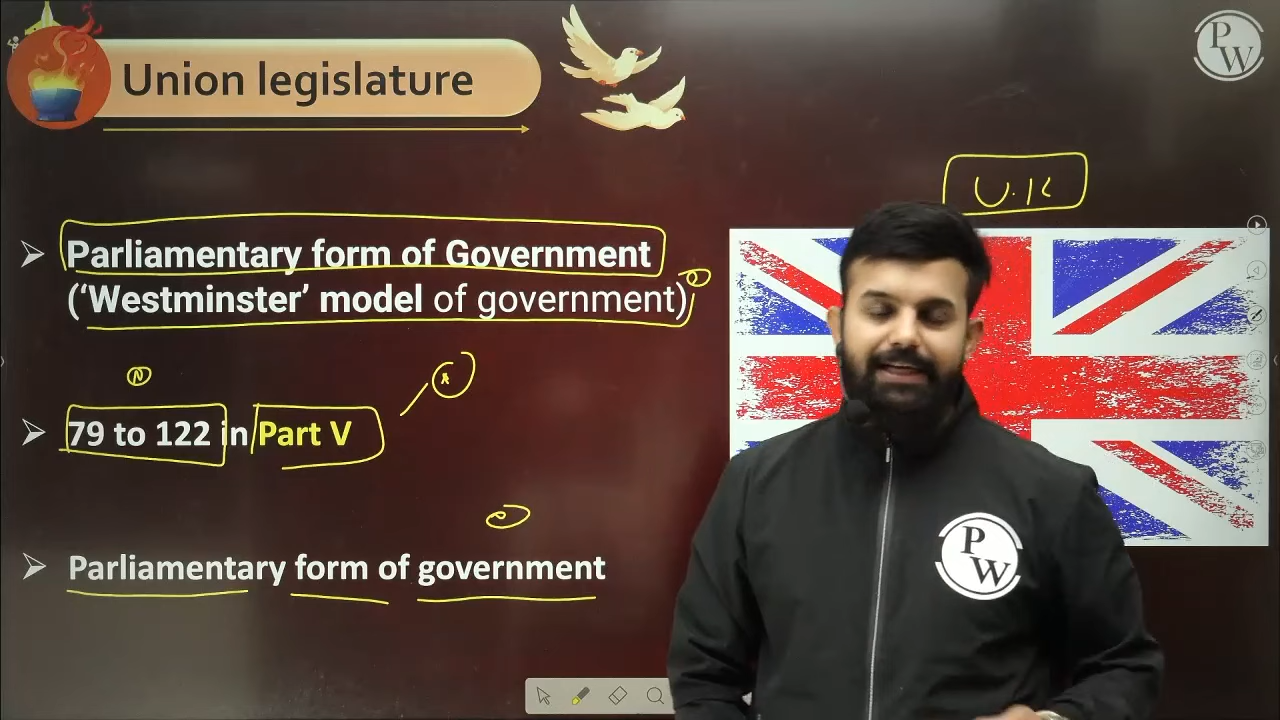 Union legislature
PW
U.K
Parliamentary form of Government
('Westminster' model of government)
79 to 122 in Part V
Parliamentary form of government
PW